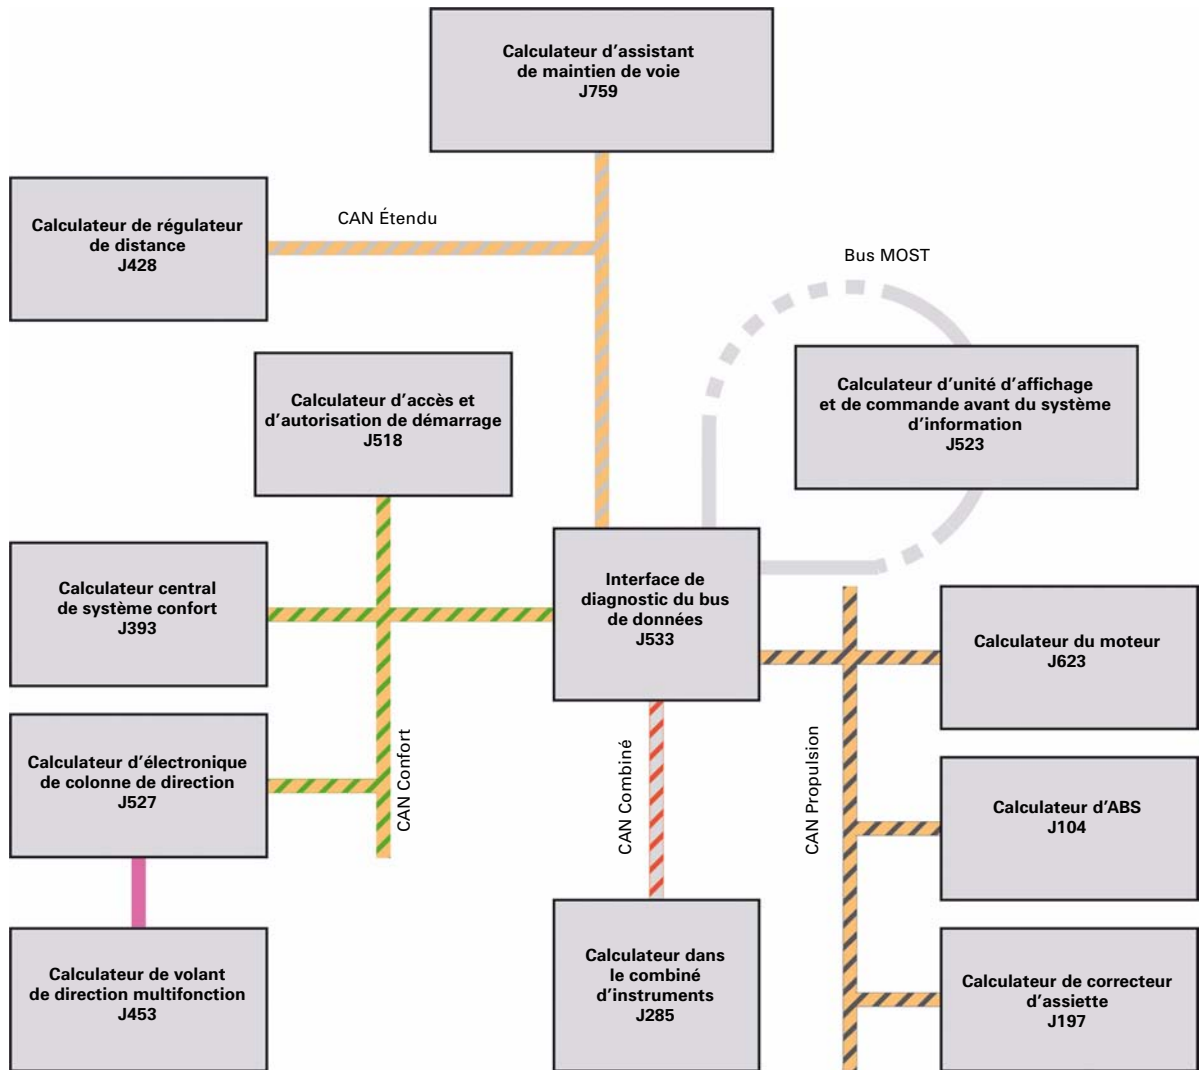 Calculateur d'assistant
de maintien de voie
J759
Calculateur de régulateur
de distance
J428
CAN Étendu
Bus MOST
Calculateur d'accès et
d'autorisation de démarrage
J518
Calculateur d'unité d'affichage
et de commande avant du système
d'information
J523
Calculateur central
de système confort
J393
Interface de
diagnostic du bus
de données
J533
Calculateur du moteur
J623
Calculateur d'électronique
de colonne de direction
J527
CAN Confort
CAN Combiné
CAN Propulsion
Calculateur d'ABS
J104
Calculateur de volant
de direction multifonction
J453
Calculateur dans
le combiné
d'instruments
J285
Calculateur de correcteur
d'assiette
J197